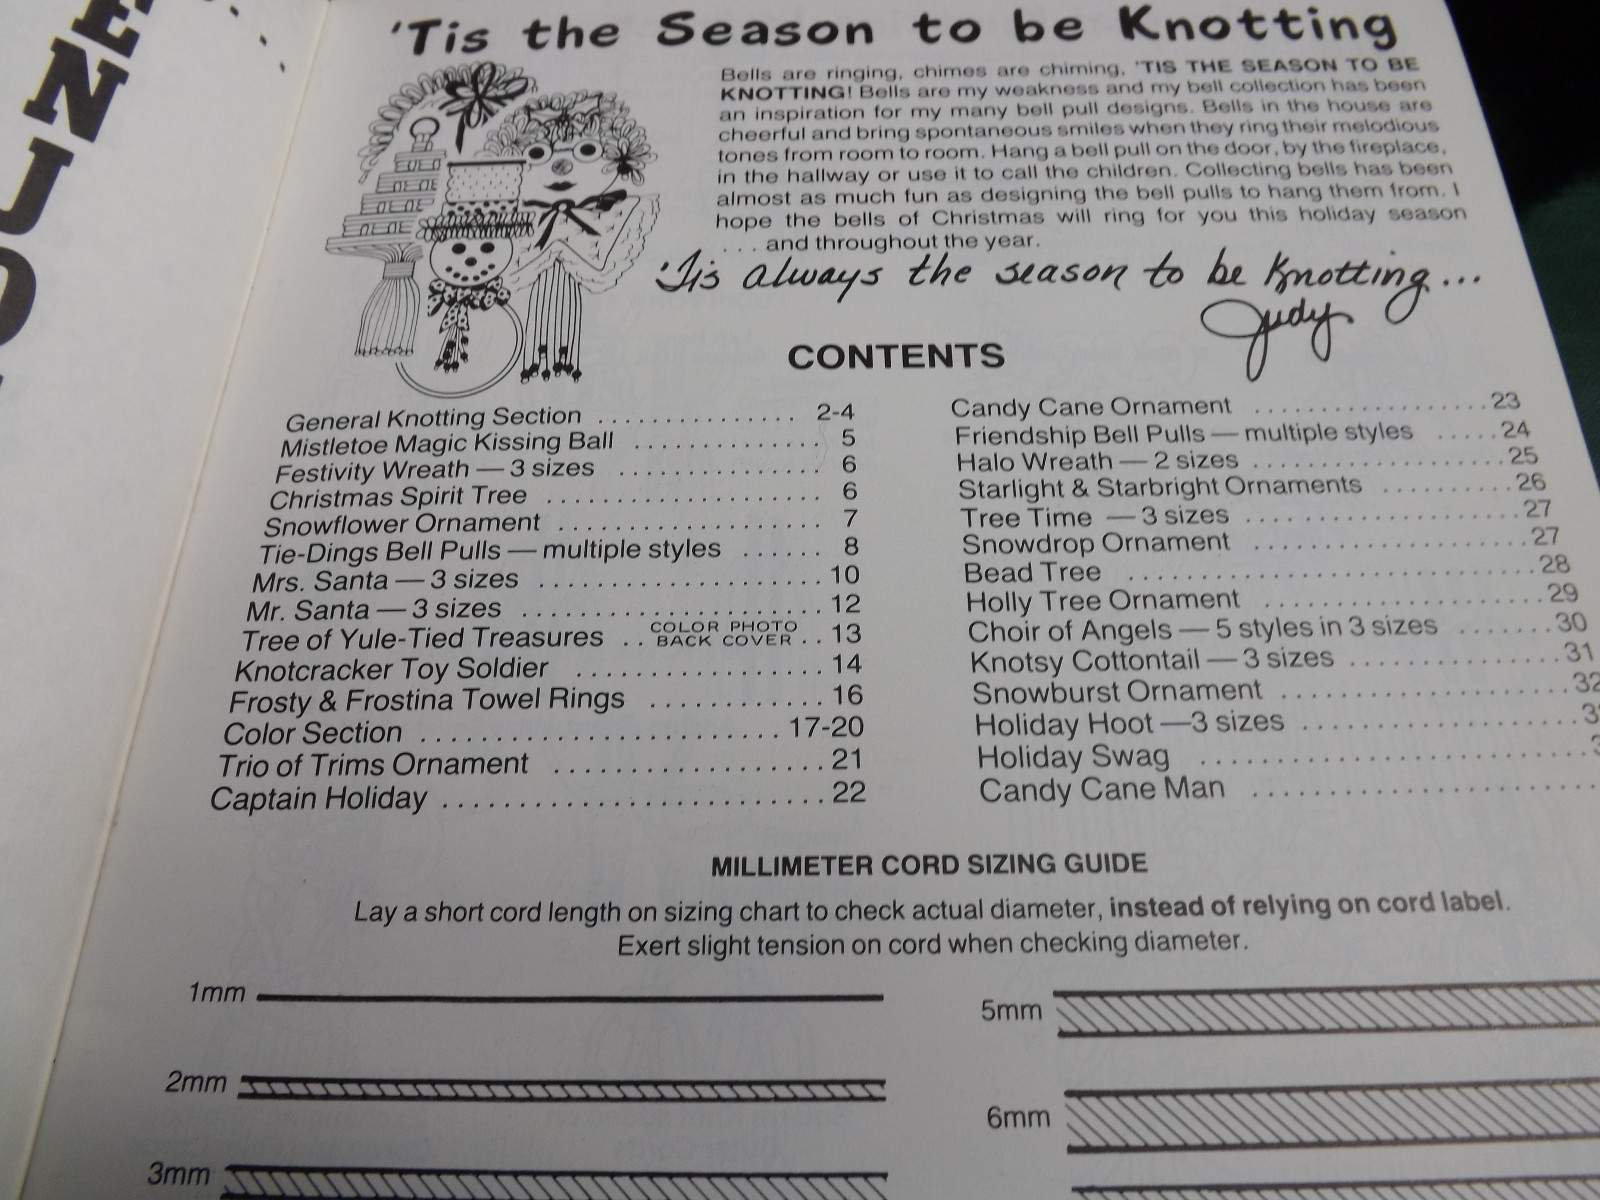 'Tis the Season to be Knotting
Bells are ringing, chimes are chiming, 'TIS THE SEASON TO BE
KNOTTING! Bells are my weakness and my bell collection has been
an inspiration for my many bell pull designs. Bells in the house are
cheerful and bring spontaneous smiles when they ring their melodious
tones from room to room. Hang a bell pull on the door, by the fireplace,
in the hallway or use it to call the children. Collecting bells has been
almost as much fun as designing the bell pulls to hang them from. I
hope the bells of Christmas will ring for you this holiday season
. . . and throughout the year.
'Tis always the season to be Knotting...
Judy
CONTENTS
General Knotting Section ............... 2-4
Mistletoe Magic Kissing Ball ............. 5
Festivity Wreath — 3 sizes .............. 6
Christmas Spirit Tree .................... 6
Snowflower Ornament ................... 7
Tie-Dings Bell Pulls — multiple styles ...... 8
Mrs. Santa — 3 sizes .................... 10
Mr. Santa — 3 sizes ..................... 12
Tree of Yule-Tied Treasures .. COLOR PHOTO BACK COVER .. 13
Knotcracker Toy Soldier ................. 14
Frosty & Frostina Towel Rings ............ 16
Color Section ......................... 17-20
Trio of Trims Ornament ................... 21
Captain Holiday .......................... 22
Candy Cane Ornament ................... 23
Friendship Bell Pulls — multiple styles ..... 24
Halo Wreath — 2 sizes ..................... 25
Starlight & Starbright Ornaments .......... 26
Tree Time — 3 sizes ...................... 27
Snowdrop Ornament ...................... 27
Bead Tree ................................ 28
Holly Tree Ornament ..................... 29
Choir of Angels — 5 styles in 3 sizes ....... 30
Knotsy Cottontail — 3 sizes ................ 31
Snowburst Ornament ..................... 32
Holiday Hoot —3 sizes ....................
Holiday Swag ............................
Candy Cane Man ........................
MILLIMETER CORD SIZING GUIDE
Lay a short cord length on sizing chart to check actual diameter, instead of relying on cord label.
Exert slight tension on cord when checking diameter.
1mm
2mm
3mm
5mm
6mm